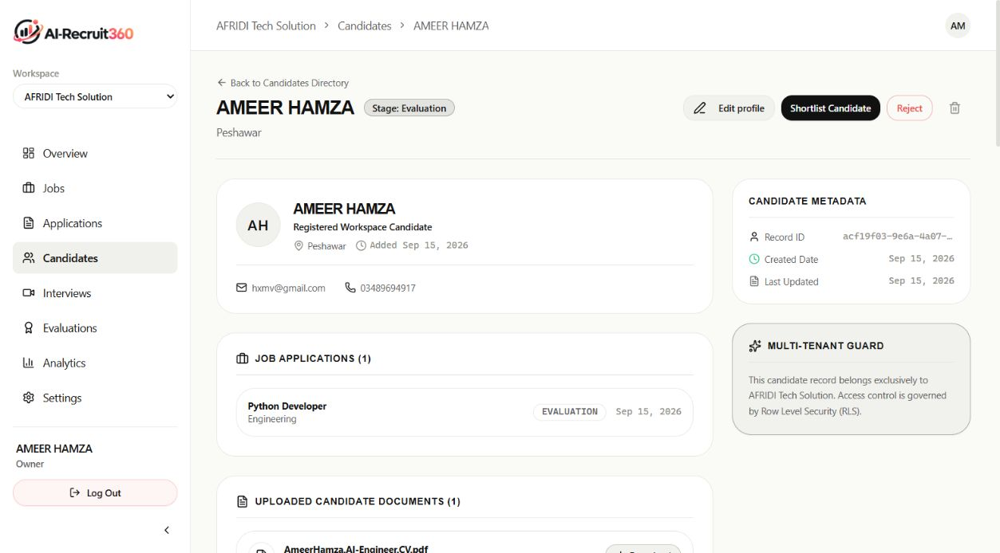 AI-Recruit360
Workspace
AFRIDI Tech Solution
Overview
Jobs
Applications
Candidates
Interviews
Evaluations
Analytics
Settings
AMEER HAMZA
Owner
Log Out
AFRIDI Tech Solution > Candidates > AMEER HAMZA
AM
← Back to Candidates Directory
AMEER HAMZA Stage: Evaluation
Edit profile Shortlist Candidate Reject
Peshawar
AH
AMEER HAMZA
Registered Workspace Candidate
Peshawar Added Sep 15, 2026
hxmv@gmail.com 03489694917
JOB APPLICATIONS (1)
Python Developer
Engineering
EVALUATION Sep 15, 2026
UPLOADED CANDIDATE DOCUMENTS (1)
AmeerHamza.AI-Engineer.CV.pdf
CANDIDATE METADATA
Record ID acf19f03-9e6a-4a07-…
Created Date Sep 15, 2026
Last Updated Sep 15, 2026
MULTI-TENANT GUARD
This candidate record belongs exclusively to
AFRIDI Tech Solution. Access control is governed
by Row Level Security (RLS).